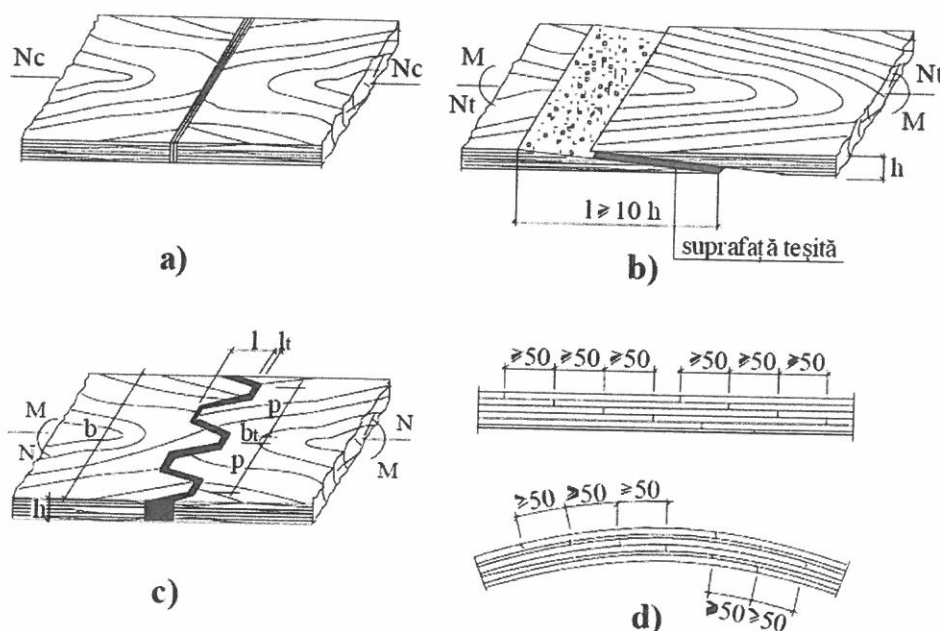 Nc
Nc
a)
M
Nt
Nt
M
h
l ⩾ 10 h
suprafață teșită
b)
l
lt
M
b
N
p
bt
p
N
M
h
c)
⩾50 ⩾50 ⩾50 ⩾50 ⩾50 ⩾50
⩾50 ⩾50 ⩾50
⩾50 ⩾50
d)